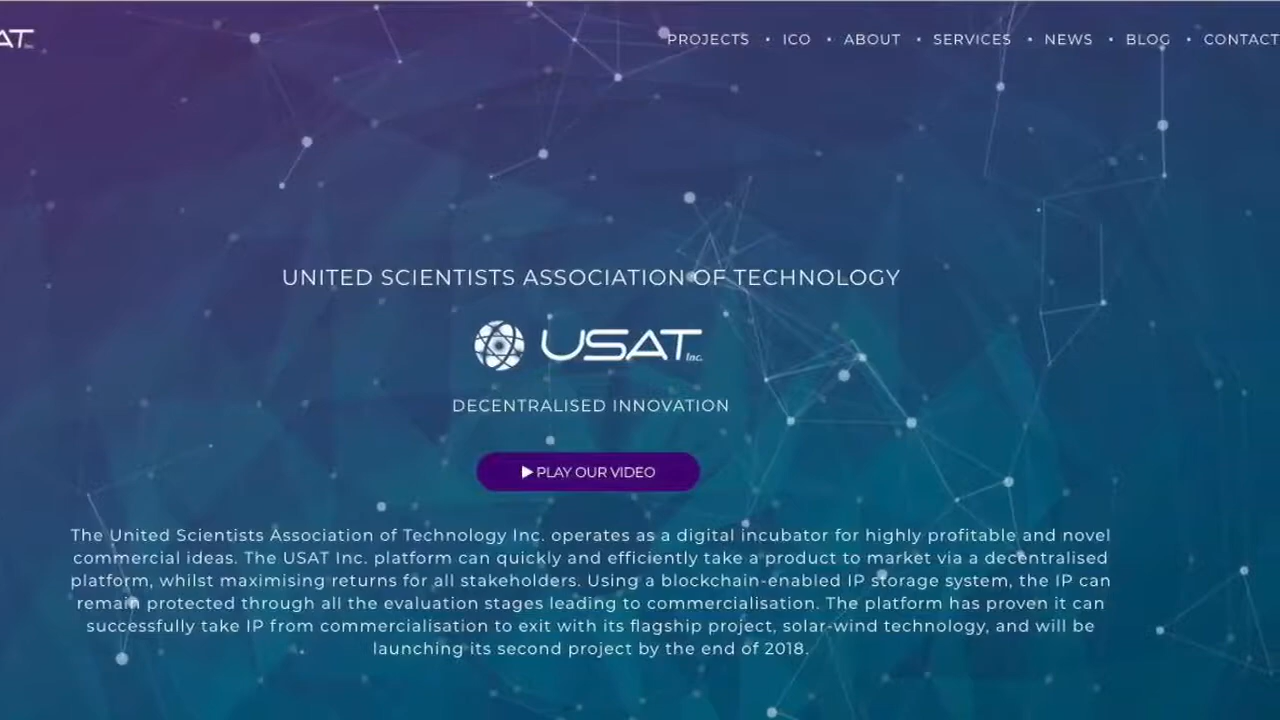 AT Inc.
PROJECTS • ICO • ABOUT • SERVICES • NEWS • BLOG • CONTACT
UNITED SCIENTISTS ASSOCIATION OF TECHNOLOGY
USAT Inc.
DECENTRALISED INNOVATION
PLAY OUR VIDEO
The United Scientists Association of Technology Inc. operates as a digital incubator for highly profitable and novel
commercial ideas. The USAT Inc. platform can quickly and efficiently take a product to market via a decentralised
platform, whilst maximising returns for all stakeholders. Using a blockchain-enabled IP storage system, the IP can
remain protected through all the evaluation stages leading to commercialisation. The platform has proven it can
successfully take IP from commercialisation to exit with its flagship project, solar-wind technology, and will be
launching its second project by the end of 2018.